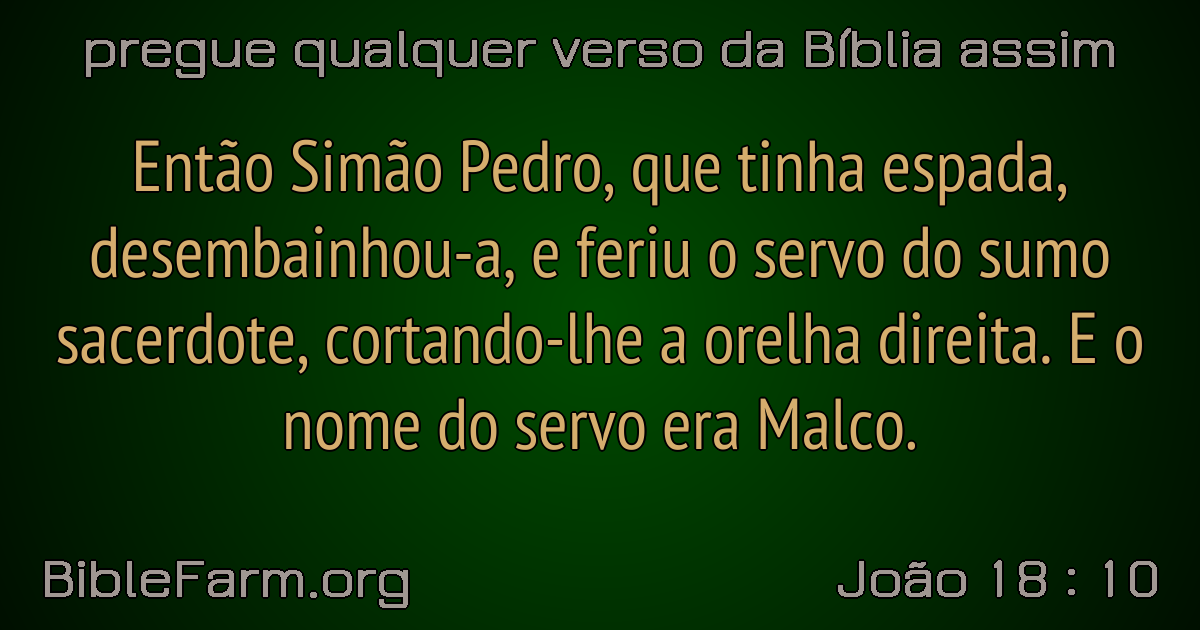 pregue qualquer verso da Bíblia assim
Então Simão Pedro, que tinha espada,
desembainhou-a, e feriu o servo do sumo
sacerdote, cortando-lhe a orelha direita. E o
nome do servo era Malco.
BibleFarm.org
João 18 : 10